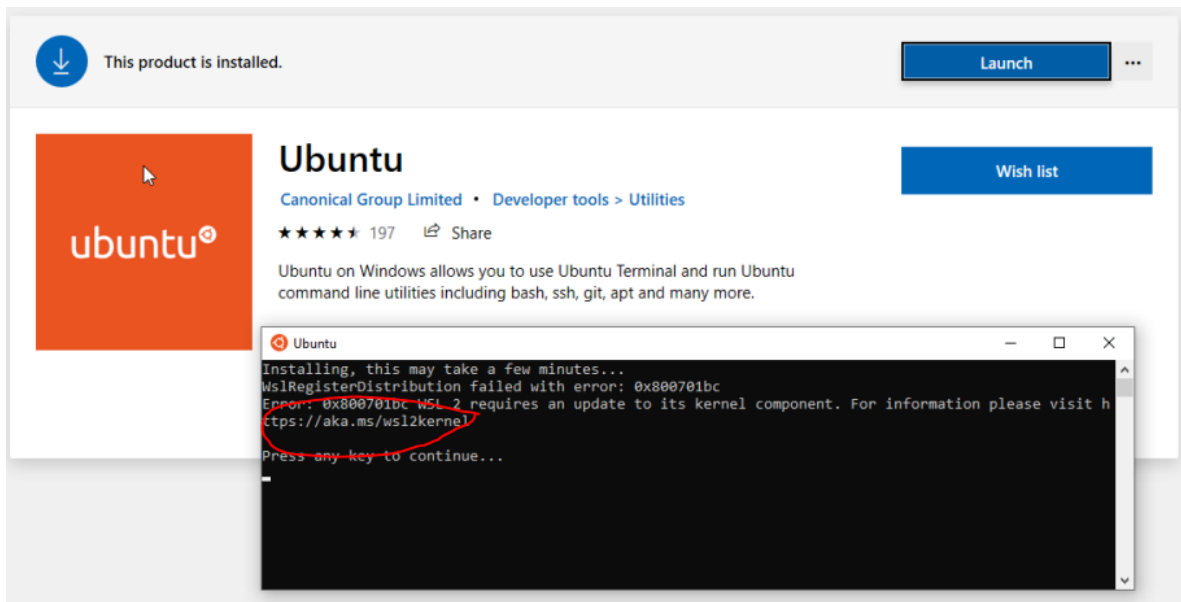 This product is installed.
Launch
...
Ubuntu
Wish list
Canonical Group Limited • Developer tools > Utilities
197 Share
ubuntu
Ubuntu on Windows allows you to use Ubuntu Terminal and run Ubuntu
command line utilities including bash, ssh, git, apt and many more.
Ubuntu
Installing, this may take a few minutes...
WslRegisterDistribution failed with error: 0x800701bc
Error: 0x800701bc WSL 2 requires an update to its kernel component. For information please visit h
ttps://aka.ms/wsl2kernel
Press any key to continue...